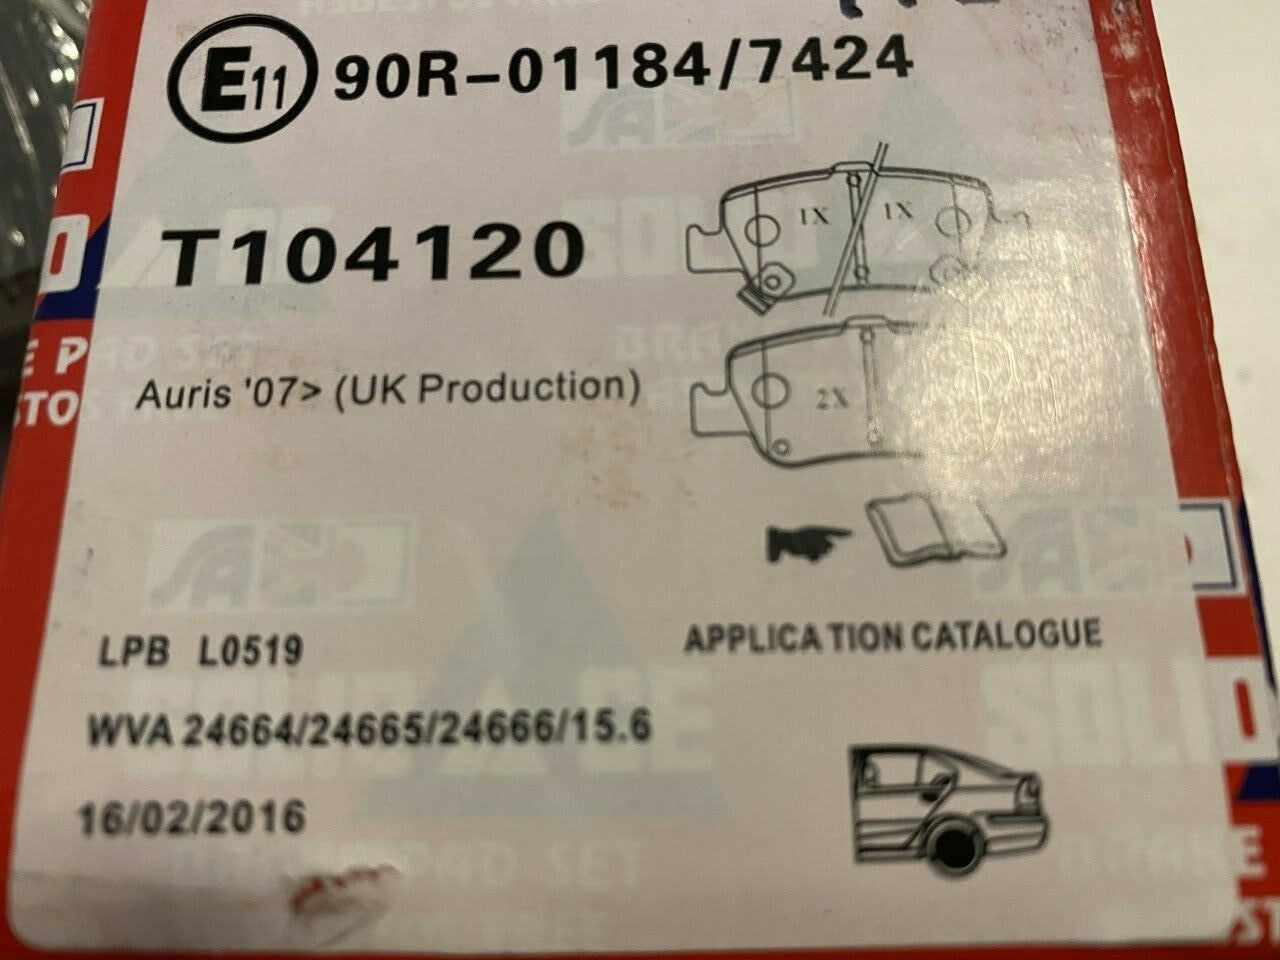 E11 90R-01184/7424
T104120
1X 1X
Auris '07> (UK Production)
2X
LPB L0519
APPLICATION CATALOGUE
WVA 24664/24665/24666/15.6
16/02/2016